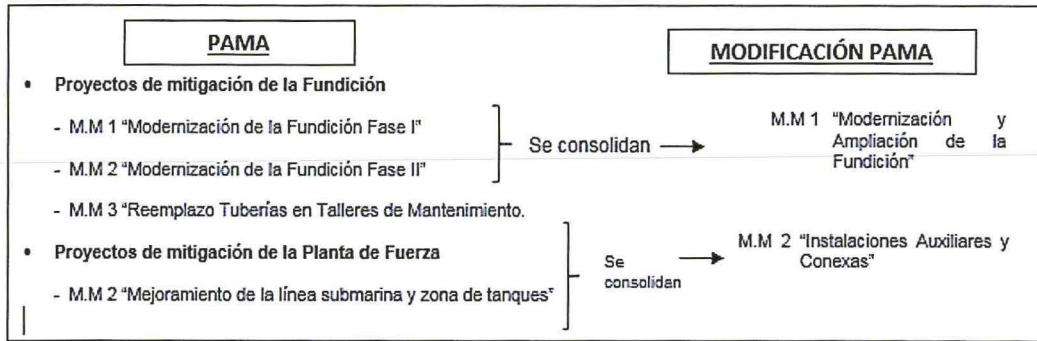 PAMA
MODIFICACIÓN PAMA
• Proyectos de mitigación de la Fundición
- M.M 1 “Modernización de la Fundición Fase I”
- M.M 2 “Modernización de la Fundición Fase II”
Se consolidan
M.M 1 “Modernización y
Ampliación de la
Fundición”
- M.M 3 “Reemplazo Tuberías en Talleres de Mantenimiento.
• Proyectos de mitigación de la Planta de Fuerza
- M.M 2 “Mejoramiento de la línea submarina y zona de tanques”
Se
consolidan
M.M 2 “Instalaciones Auxiliares y
Conexas”